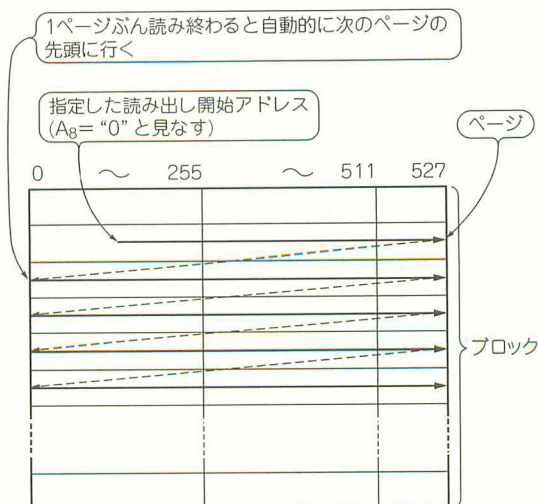 1ページぶん読み終わると自動的に次のページの
先頭に行く
指定した読み出し開始アドレス
(A8= “0” と見なす)
ページ
0 ～ 255 ～ 511 527
ブロック